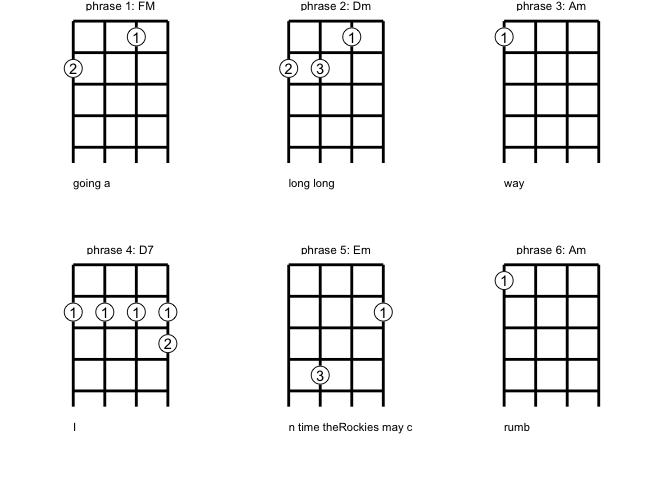 phrase 1: FM phrase 2: Dm phrase 3: Am
1 1 1
2 2 3
going a long long way
phrase 4: D7 phrase 5: Em phrase 6: Am
1
1 1 1 1 1
2
3
I n time theRockies may c rumb